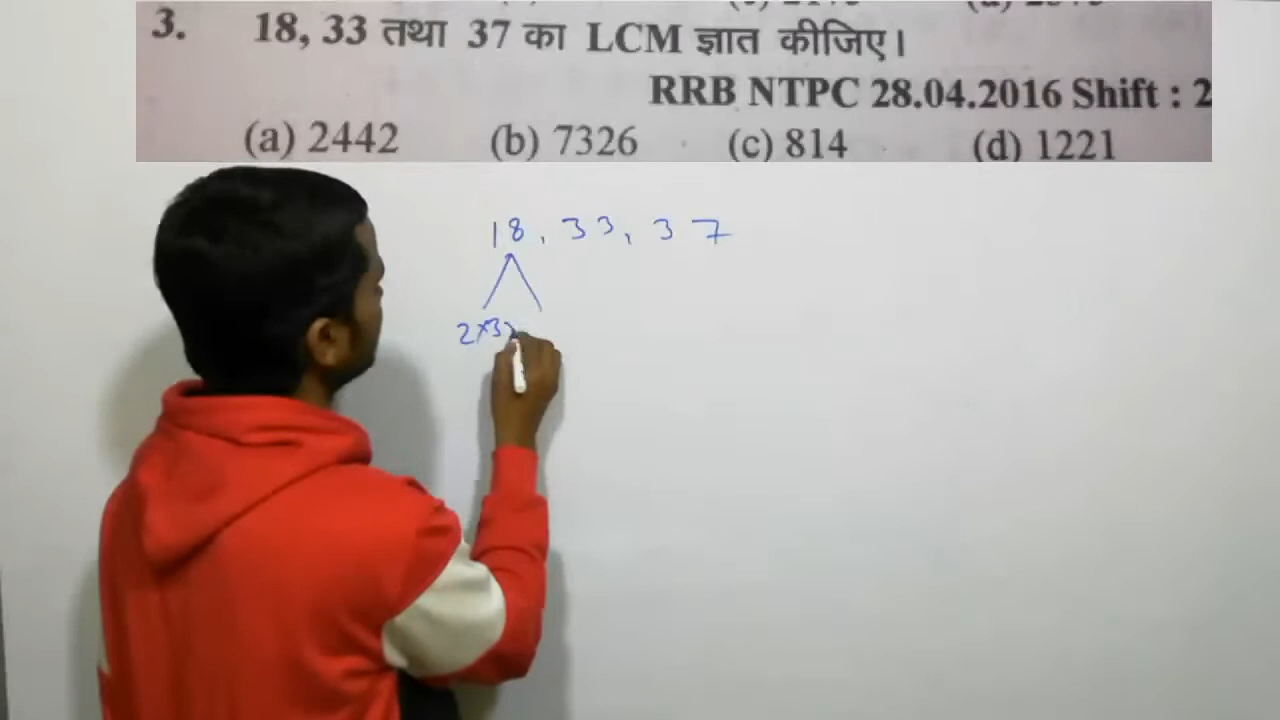 3. 18, 33 तथा 37 का LCM ज्ञात कीजिए।
RRB NTPC 28.04.2016 Shift : 2
(a) 2442 (b) 7326 (c) 814 (d) 1221
18, 33, 37
2×3×